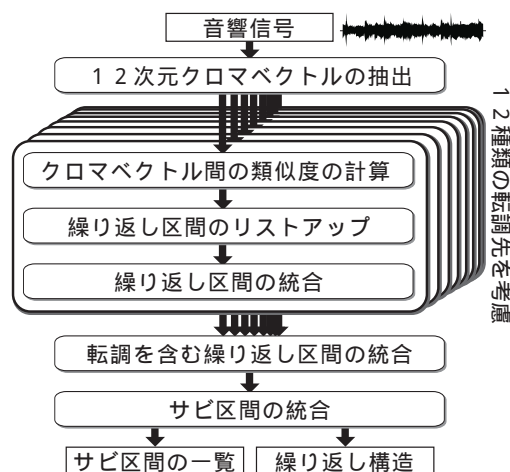 音響信号
１２次元クロマベクトルの抽出
クロマベクトル間の類似度の計算
繰り返し区間のリストアップ
繰り返し区間の統合
１２種類の転調先を考慮
転調を含む繰り返し区間の統合
サビ区間の統合
サビ区間の一覧
繰り返し構造